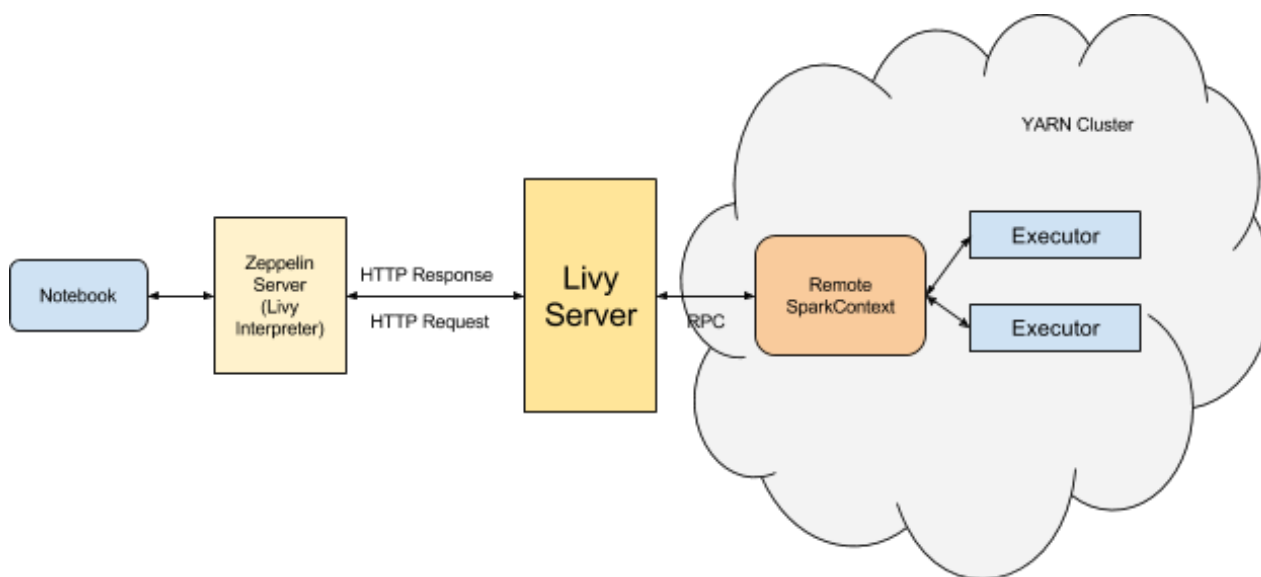 YARN Cluster
Notebook
Zeppelin
Server
(Livy
Interpreter)
HTTP Response
HTTP Request
Livy
Server
RPC
Remote
SparkContext
Executor
Executor